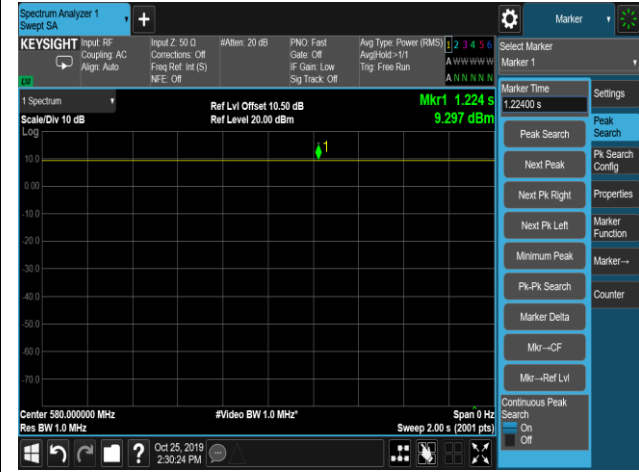 Spectrum Analyzer 1
Swept SA
+
Marker
KEYSIGHT
Input: RF
Coupling: AC
Align: Auto
Input Z: 50 Ω
Corrections: Off
Freq Ref: Int (S)
NFE: Off
#Atten: 20 dB
PNO: Fast
Gate: Off
IF Gain: Low
Sig Track: Off
Avg Type: Power (RMS)
Avg|Hold:>1/1
Trig: Free Run
1 2 3 4 5 6
A W W W W W
A N N N N N
Select Marker
Marker 1
LXI
1 Spectrum
Scale/Div 10 dB
Log
Ref Lvl Offset 10.50 dB
Ref Level 20.00 dBm
Mkr1 1.224 s
9.297 dBm
1
10.0
0.00
-10.0
-20.0
-30.0
-40.0
-50.0
-60.0
-70.0
Center 580.000000 MHz
Res BW 1.0 MHz
#Video BW 1.0 MHz*
Span 0 Hz
Sweep 2.00 s (2001 pts)
Marker Time
1.22400 s
Peak Search
Next Peak
Next Pk Right
Next Pk Left
Minimum Peak
Pk-Pk Search
Marker Delta
Mkr→CF
Mkr→Ref Lvl
Continuous Peak
Search
On
Off
Settings
Peak
Search
Pk Search
Config
Properties
Marker
Function
Marker→
Counter
?
Oct 25, 2019
2:30:24 PM